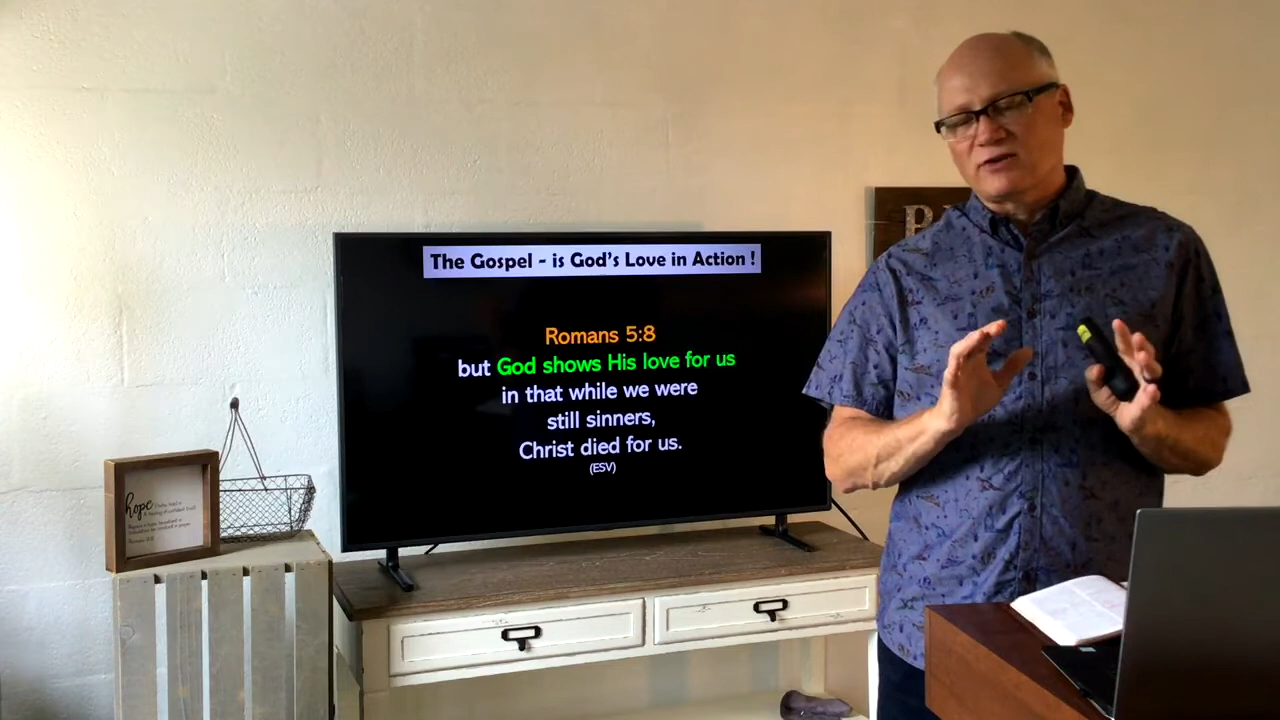 The Gospel - is God's Love in Action !
Romans 5:8
but God shows His love for us
in that while we were
still sinners,
Christ died for us.
(ESV)
hope